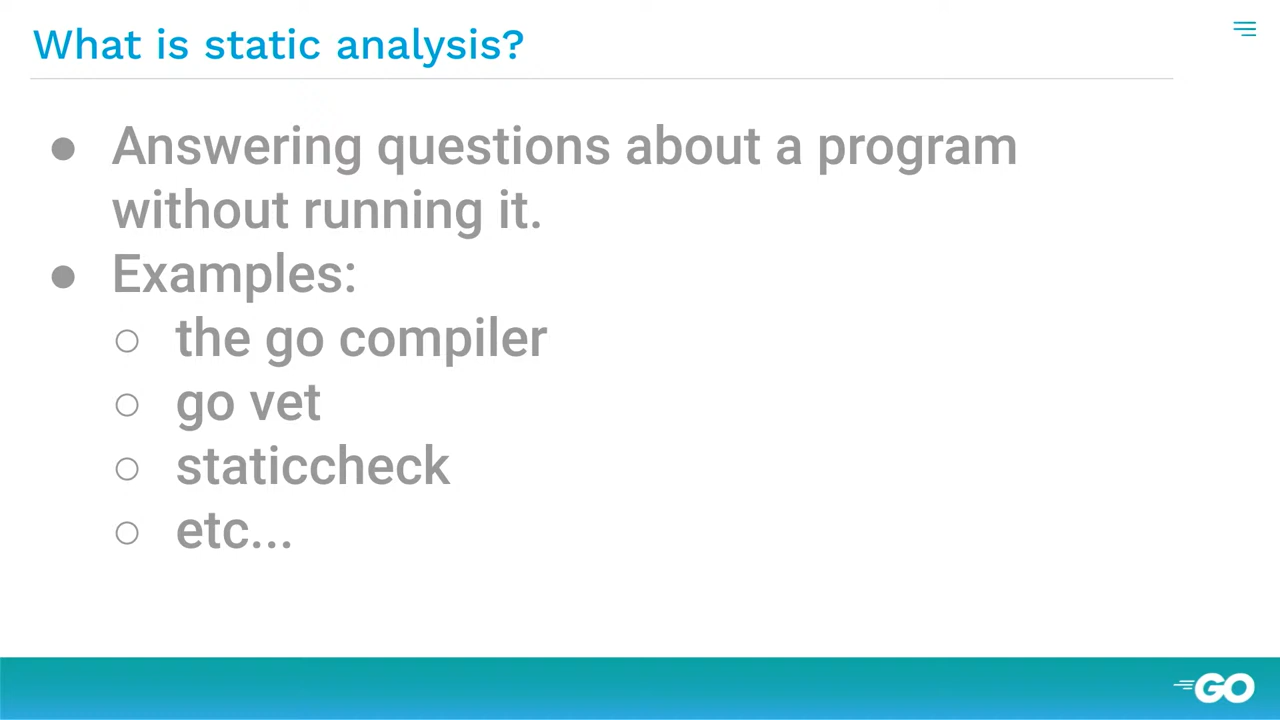 What is static analysis?
● Answering questions about a program
without running it.
● Examples:
○ the go compiler
○ go vet
○ staticcheck
○ etc...
GO